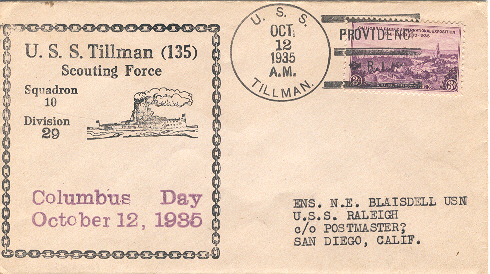 U. S. S. Tillman (135)
Scouting Force
Squadron
10
Division
29
Columbus Day
October 12, 1935
U. S. S.
OCT.
12
1935
A.M.
TILLMAN.
PROVIDENCE
R.I.
3¢
ENS. N.E. BLAISDELL USN
U.S.S. RALEIGH
c/o POSTMASTER?
SAN DIEGO, CALIF.